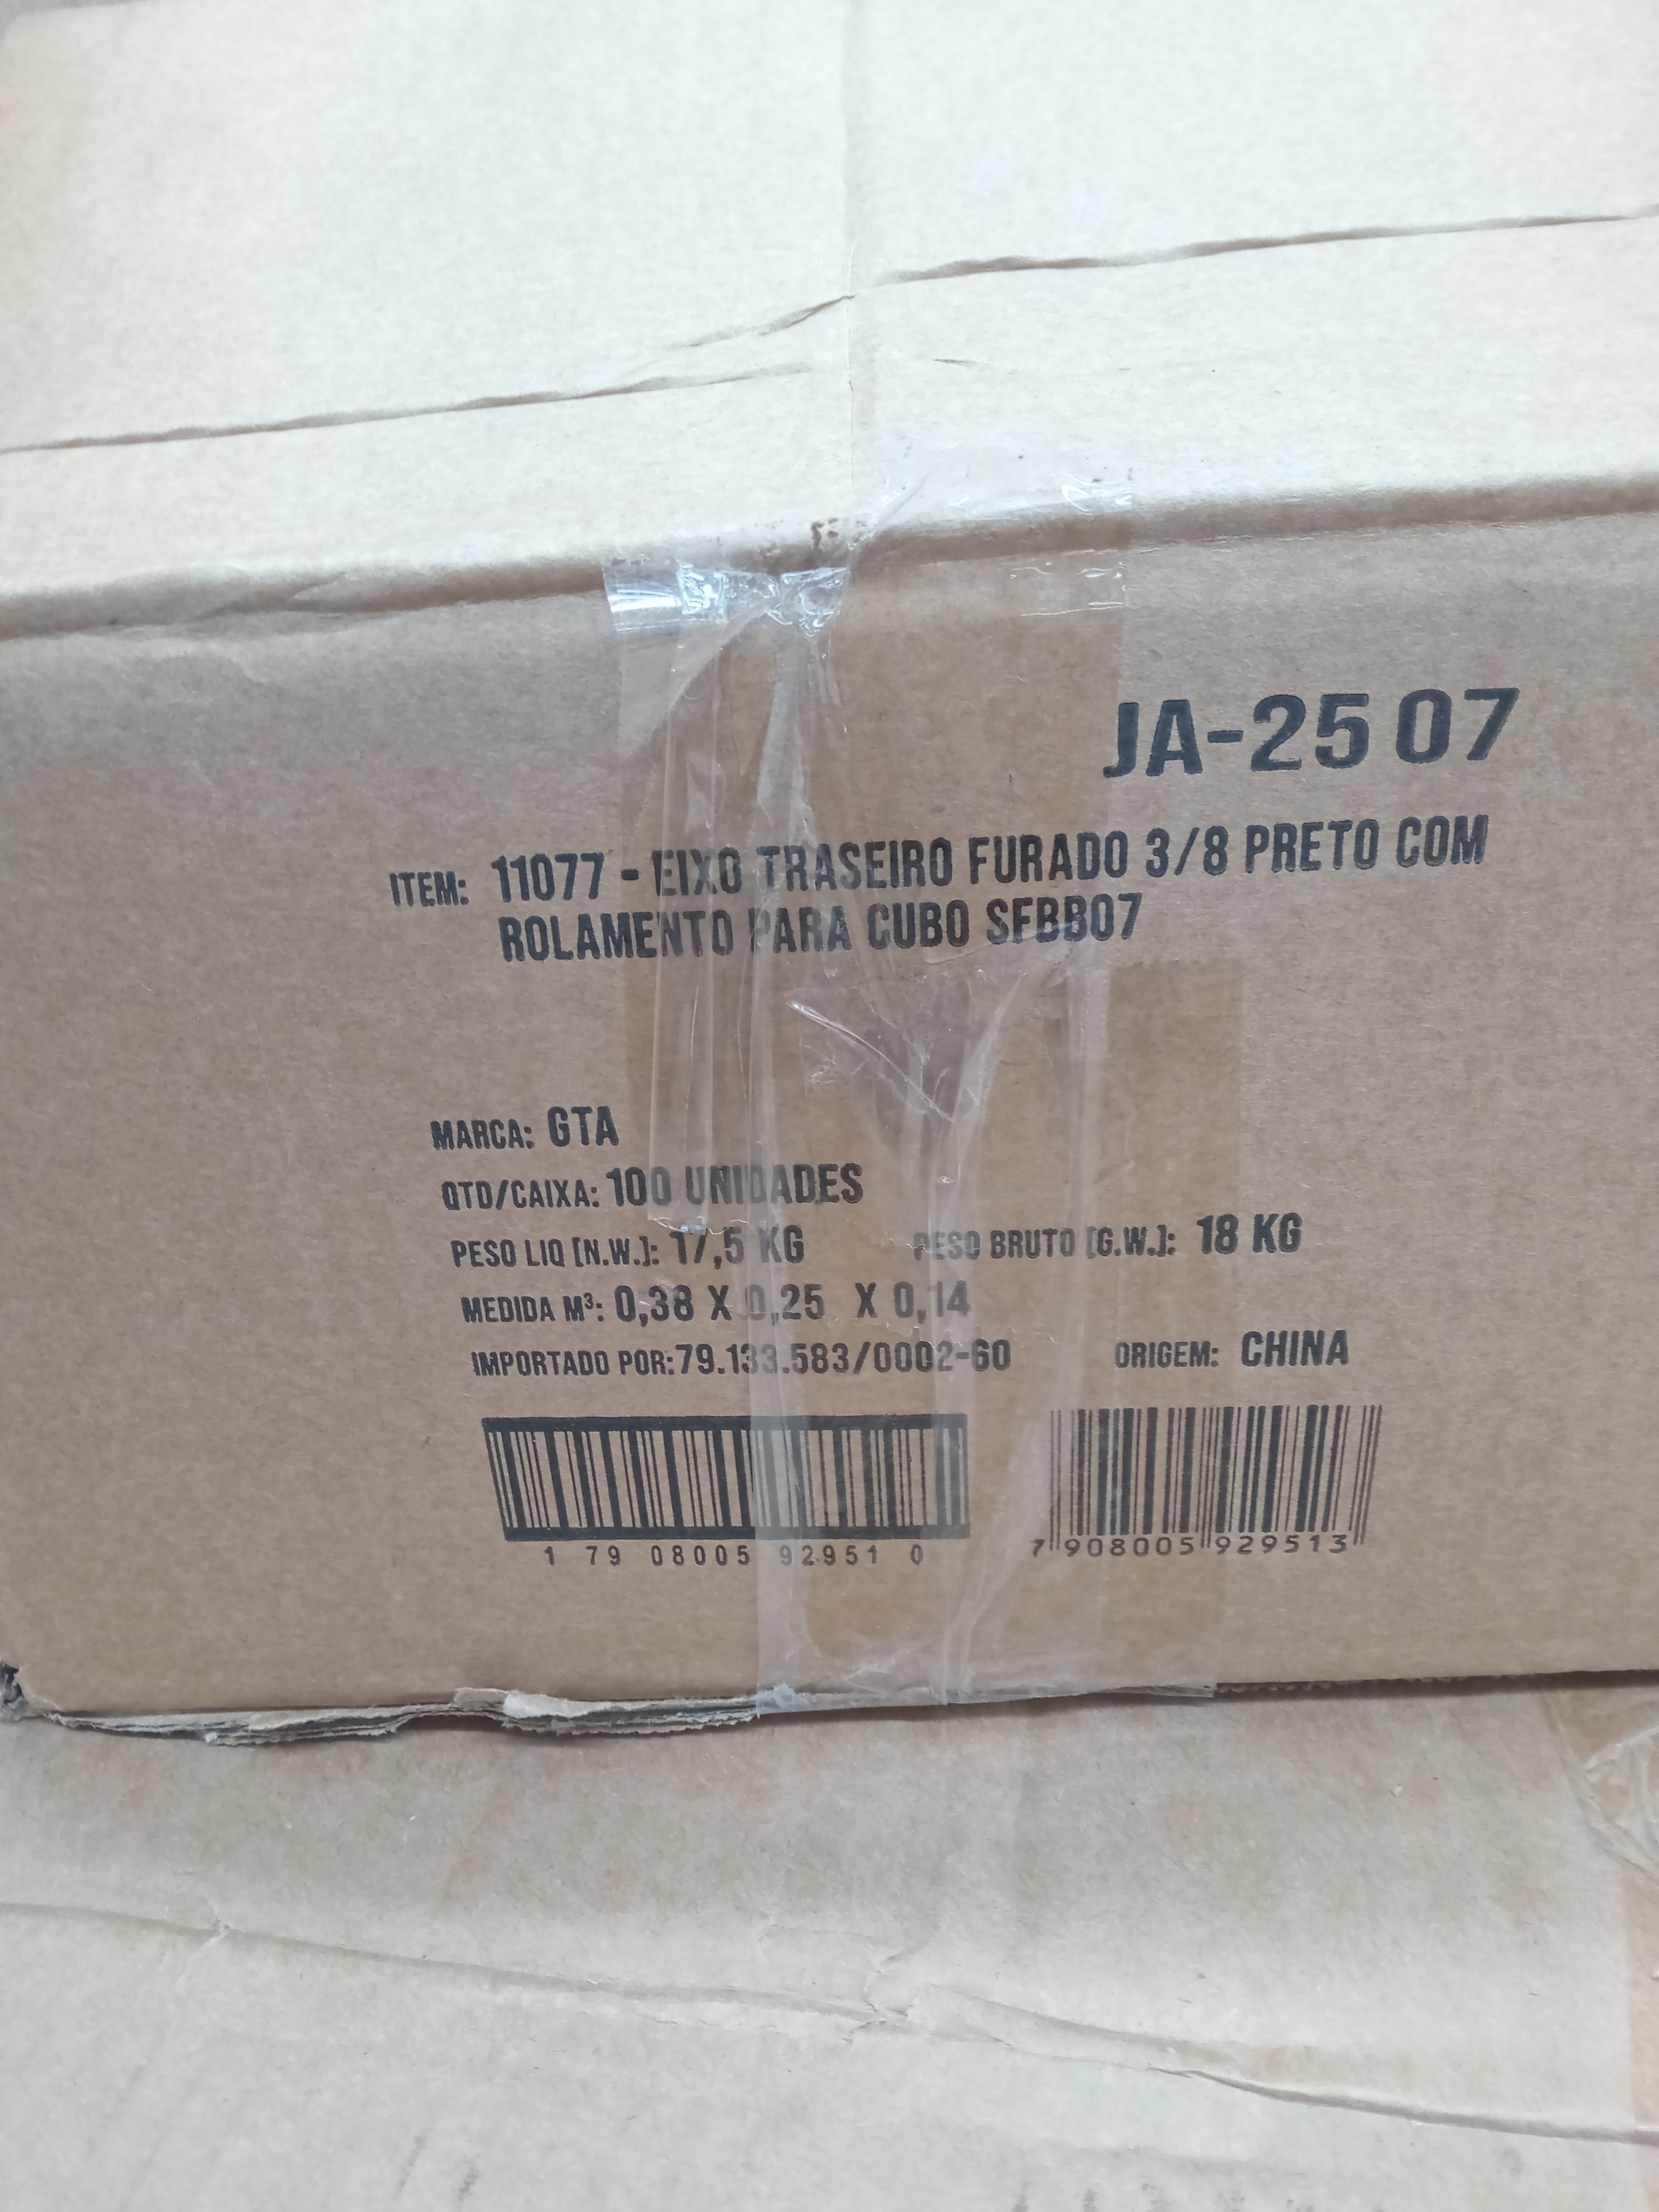 JA-2507
ITEM: 11077 - EIXO TRASEIRO FURADO 3/8 PRETO COM
ROLAMENTO PARA CUBO SFBB07
MARCA: GTA
QTD/CAIXA: 100 UNIDADES
PESO LIQ [N.W.]: 17,5 KG PESO BRUTO [G.W.]: 18 KG
MEDIDA M³: 0,38 X 0,25 X 0,14
IMPORTADO POR:79.133.583/0002-60 ORIGEM: CHINA
1 79 08005 92951 0 7 908005 929513